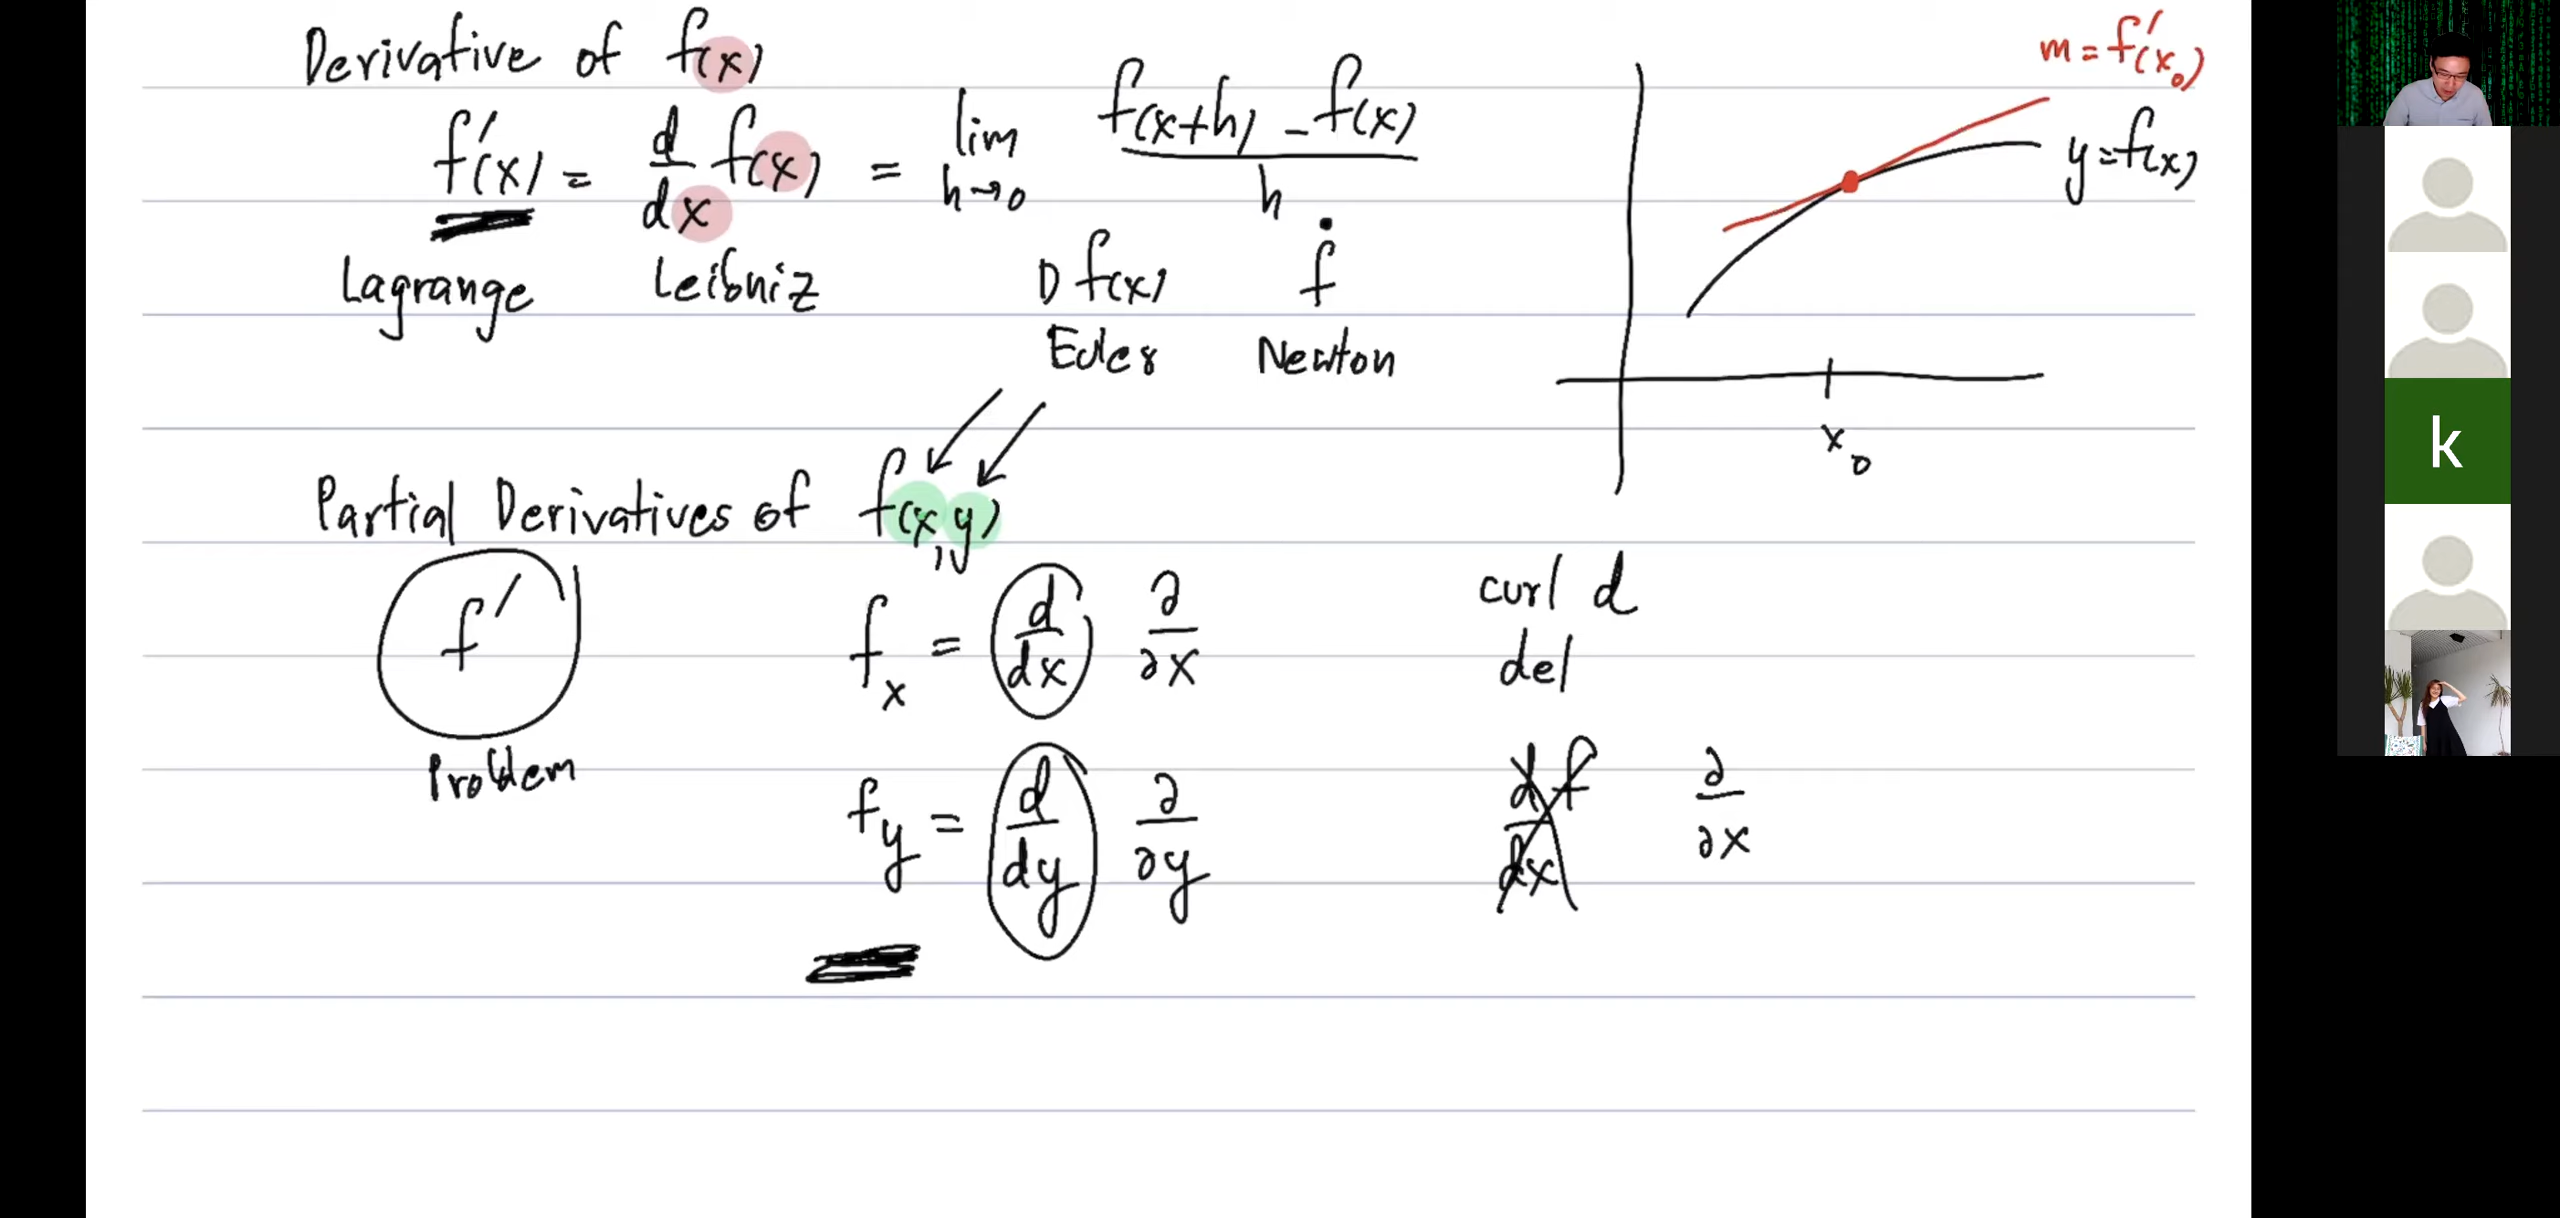 Derivative of f(x)
f'(x) = d/dx f(x) = lim h→0 f(x+h) - f(x) / h
Lagrange Leibniz D f(x) ḟ
Euler Newton
m = f'(x₀)
y = f(x)
x₀
Partial Derivatives of f(x,y)
f'
Problem
f_x = d/dx ∂/∂x
curl d
del
f_y = d/dy ∂/∂y
df/dx ∂/∂x
k